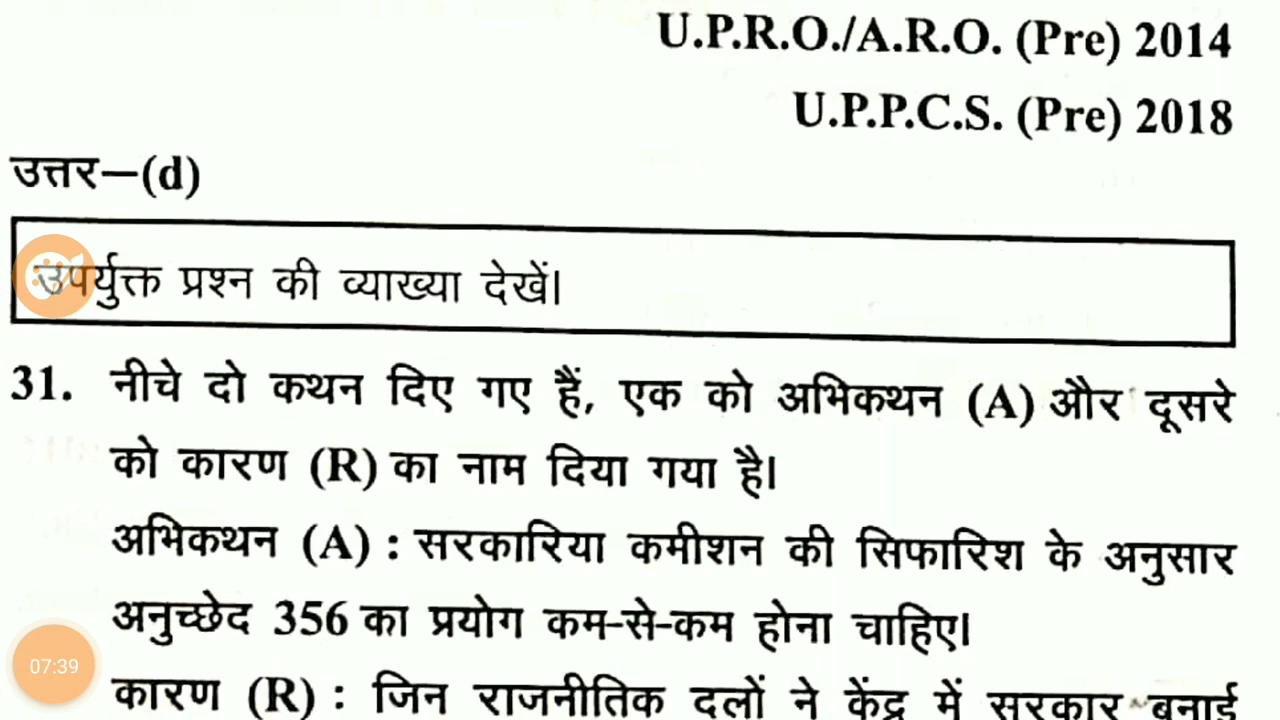 U.P.R.O./A.R.O. (Pre) 2014
U.P.P.C.S. (Pre) 2018
उत्तर—(d)
उपर्युक्त प्रश्न की व्याख्या देखें।
31. नीचे दो कथन दिए गए हैं, एक को अभिकथन (A) और दूसरे
को कारण (R) का नाम दिया गया है।
अभिकथन (A) : सरकारिया कमीशन की सिफारिश के अनुसार
अनुच्छेद 356 का प्रयोग कम-से-कम होना चाहिए।
07:39
कारण (R) : जिन राजनीतिक दलों ने केंद्र में सरकार बनाई